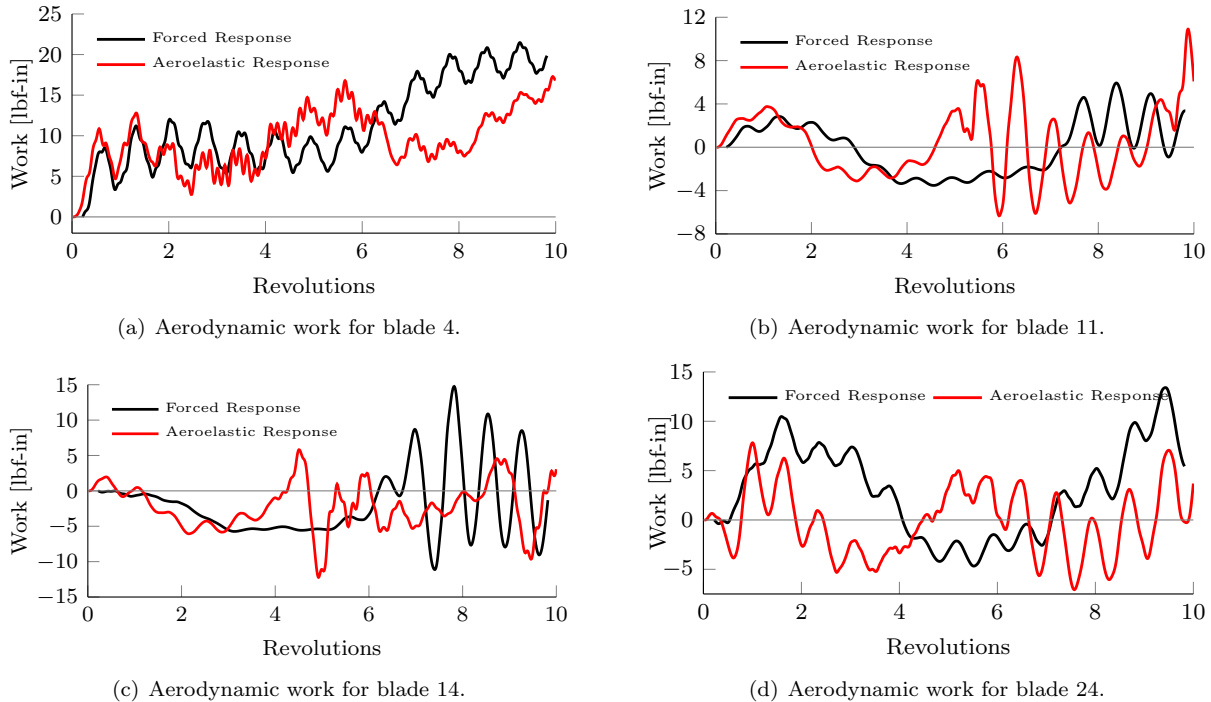 25
20
15
10
5
0
Work [lbf-in]
Forced Response
Aeroelastic Response
0 2 4 6 8 10
Revolutions
(a) Aerodynamic work for blade 4.
12
8
4
0
−4
−8
Work [lbf-in]
Forced Response
Aeroelastic Response
0 2 4 6 8 10
Revolutions
(b) Aerodynamic work for blade 11.
15
10
5
0
−5
−10
−15
Work [lbf-in]
Forced Response
Aeroelastic Response
0 2 4 6 8 10
Revolutions
(c) Aerodynamic work for blade 14.
15
10
5
0
−5
Work [lbf-in]
Forced Response Aeroelastic Response
0 2 4 6 8 10
Revolutions
(d) Aerodynamic work for blade 24.